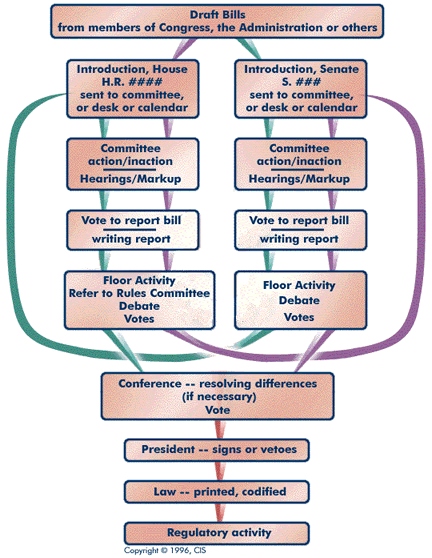 Draft Bills
from members of Congress, the Administration or others
Introduction, House
H.R. ####
sent to committee,
or desk or calendar
Introduction, Senate
S. ###
sent to committee,
or desk or calendar
Committee
action/inaction
Hearings/Markup
Committee
action/inaction
Hearings/Markup
Vote to report bill
writing report
Vote to report bill
writing report
Floor Activity
Refer to Rules Committee
Debate
Votes
Floor Activity
Debate
Votes
Conference -- resolving differences
(if necessary)
Vote
President -- signs or vetoes
Law -- printed, codified
Regulatory activity
Copyright © 1996, CIS